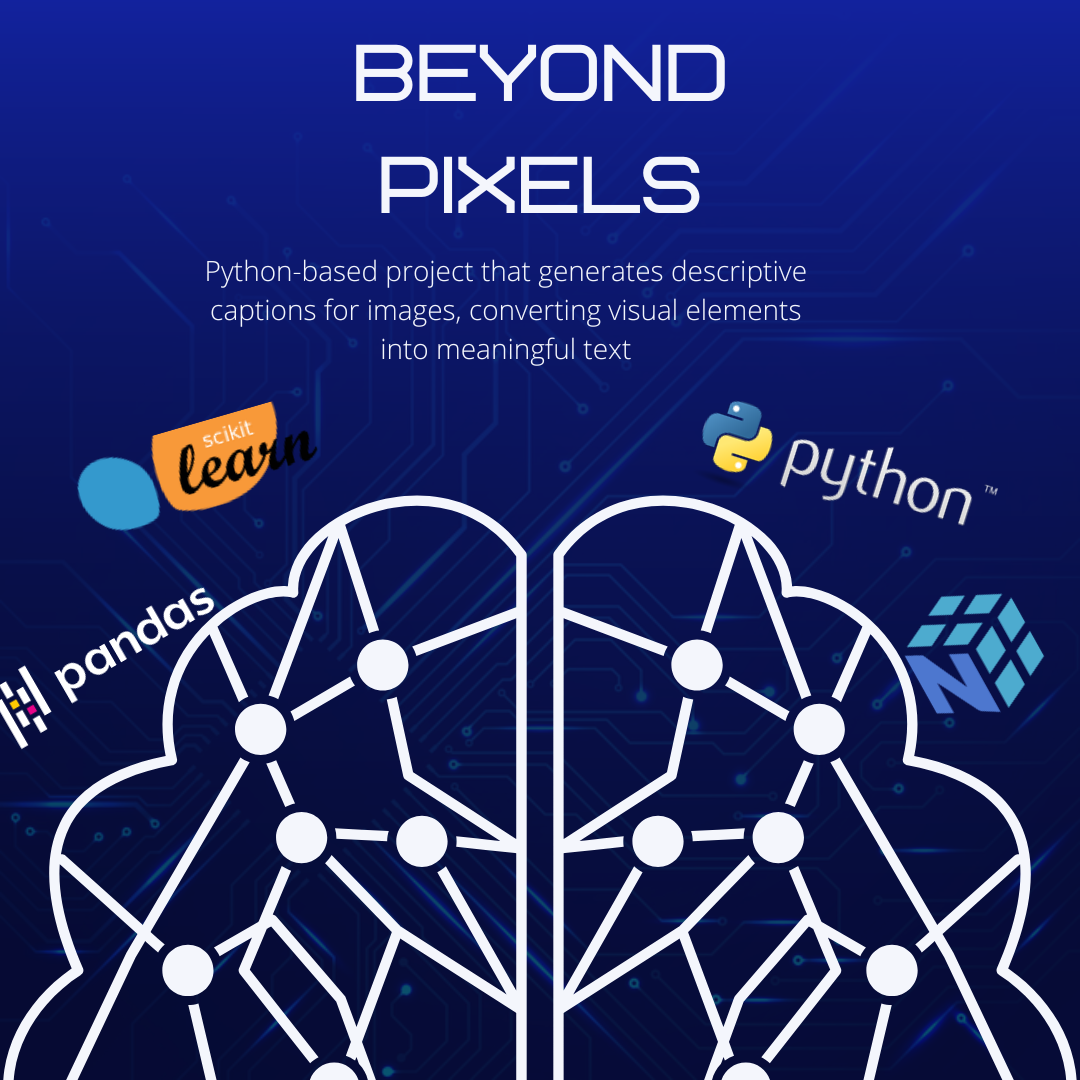 BEYOND
PIXELS
Python-based project that generates descriptive
captions for images, converting visual elements
into meaningful text
scikit
learn
python™
pandas
N